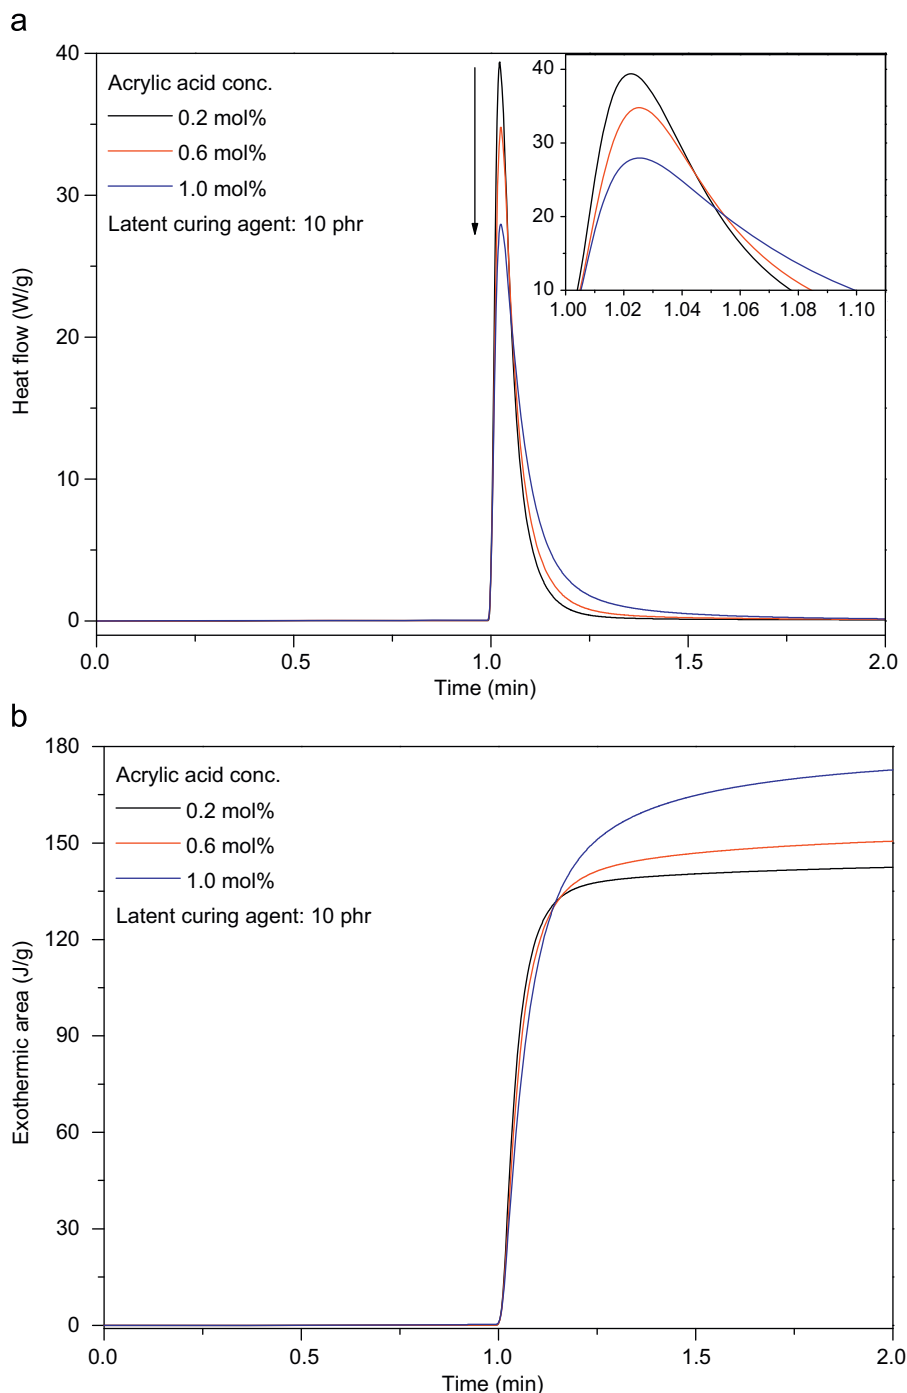 a
40
30
20
10
0
Heat flow (W/g)
Acrylic acid conc.
0.2 mol%
0.6 mol%
1.0 mol%
Latent curing agent: 10 phr
40
30
20
10
1.00 1.02 1.04 1.06 1.08 1.10
0.0 0.5 1.0 1.5 2.0
Time (min)
b
180
150
120
90
60
30
0
Exothermic area (J/g)
Acrylic acid conc.
0.2 mol%
0.6 mol%
1.0 mol%
Latent curing agent: 10 phr
0.0 0.5 1.0 1.5 2.0
Time (min)